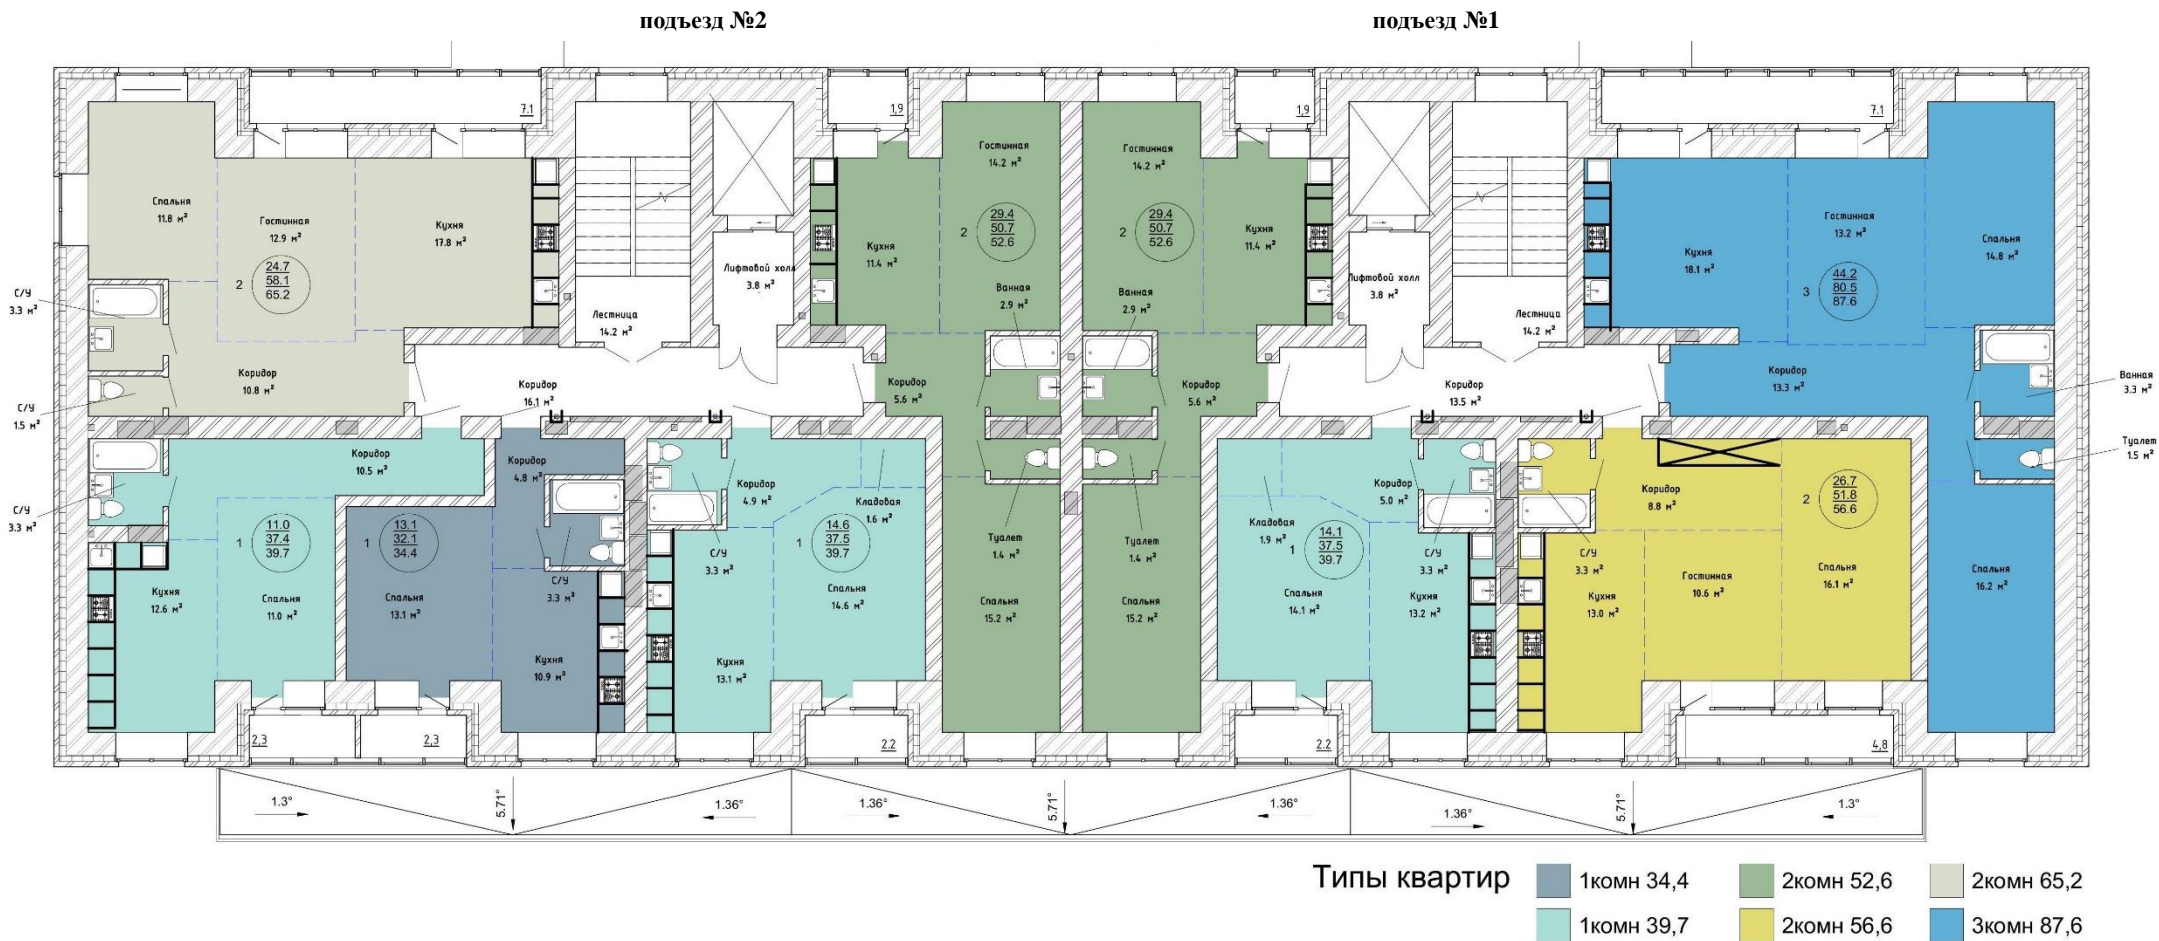 подъезд №2
подъезд №1
7.1
1,9
1,9
7.1
Спальня
11.8 м²
Гостинная
12.9 м²
Кухня
17.8 м²
2
24.7
58.1
65.2
С/У
3.3 м²
С/У
1.5 м²
Коридор
10.8 м²
Лестница
14.2 м²
Лифтовой холл
3.8 м²
Коридор
16.1 м²
Гостинная
14.2 м²
Кухня
11.4 м²
2
29.4
50.7
52.6
Ванная
2.9 м²
Коридор
5.6 м²
Туалет
1.4 м²
Спальня
15.2 м²
Гостинная
14.2 м²
2
29.4
50.7
52.6
Кухня
11.4 м²
Ванная
2.9 м²
Коридор
5.6 м²
Туалет
1.4 м²
Спальня
15.2 м²
Лифтовой холл
3.8 м²
Лестница
14.2 м²
Коридор
13.5 м²
Кухня
18.1 м²
Гостинная
13.2 м²
Спальня
14.8 м²
3
44.2
80.5
87.6
Коридор
13.3 м²
Ванная
3.3 м²
Туалет
1.5 м²
Спальня
16.2 м²
Коридор
10.5 м²
С/У
3.3 м²
1
11.0
37.4
39.7
Кухня
12.6 м²
Спальня
11.0 м²
2,3
Коридор
4.8 м²
1
13.1
32.1
34.4
С/У
3.3 м²
Спальня
13.1 м²
Кухня
10.9 м²
2,3
Коридор
4.9 м²
Кладовая
1.6 м²
1
14.6
37.5
39.7
С/У
3.3 м²
Спальня
14.6 м²
Кухня
13.1 м²
2.2
Коридор
5.0 м²
Кладовая
1.9 м²
1
14.1
37.5
39.7
С/У
3.3 м²
Спальня
14.1 м²
Кухня
13.2 м²
2.2
Коридор
8.8 м²
2
26.7
51.8
56.6
С/У
3.3 м²
Кухня
13.0 м²
Гостинная
10.6 м²
Спальня
16.1 м²
4,8
1.3°
5.71°
1.36°
1.36°
5.71°
1.36°
1.36°
5.71°
1.3°
Типы квартир
1комн 34,4
2комн 52,6
2комн 65,2
1комн 39,7
2комн 56,6
3комн 87,6